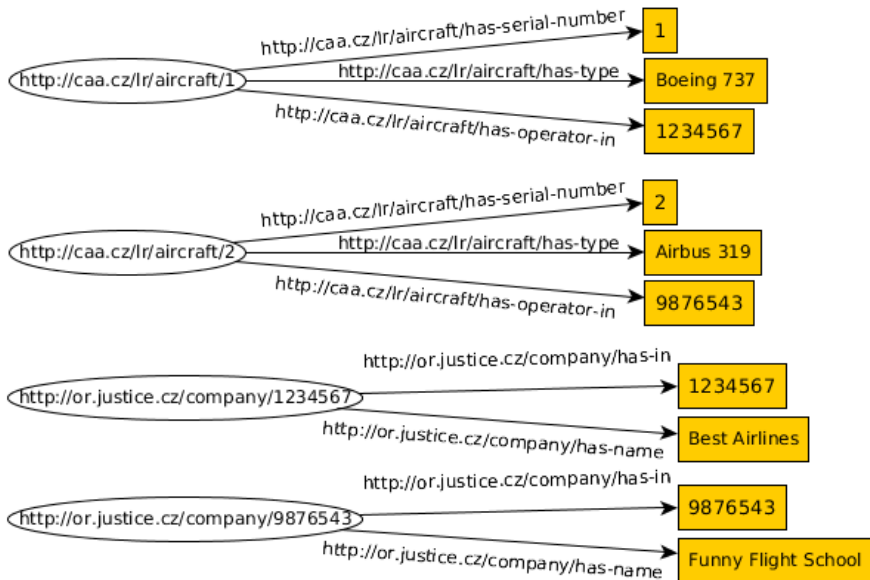 http://caa.cz/lr/aircraft/has-serial-number
1
http://caa.cz/lr/aircraft/1
http://caa.cz/lr/aircraft/has-type
Boeing 737
http://caa.cz/lr/aircraft/has-operator-in
1234567
http://caa.cz/lr/aircraft/has-serial-number
2
http://caa.cz/lr/aircraft/2
http://caa.cz/lr/aircraft/has-type
Airbus 319
http://caa.cz/lr/aircraft/has-operator-in
9876543
http://or.justice.cz/company/has-in
1234567
http://or.justice.cz/company/1234567
http://or.justice.cz/company/has-name
Best Airlines
http://or.justice.cz/company/has-in
9876543
http://or.justice.cz/company/9876543
http://or.justice.cz/company/has-name
Funny Flight School